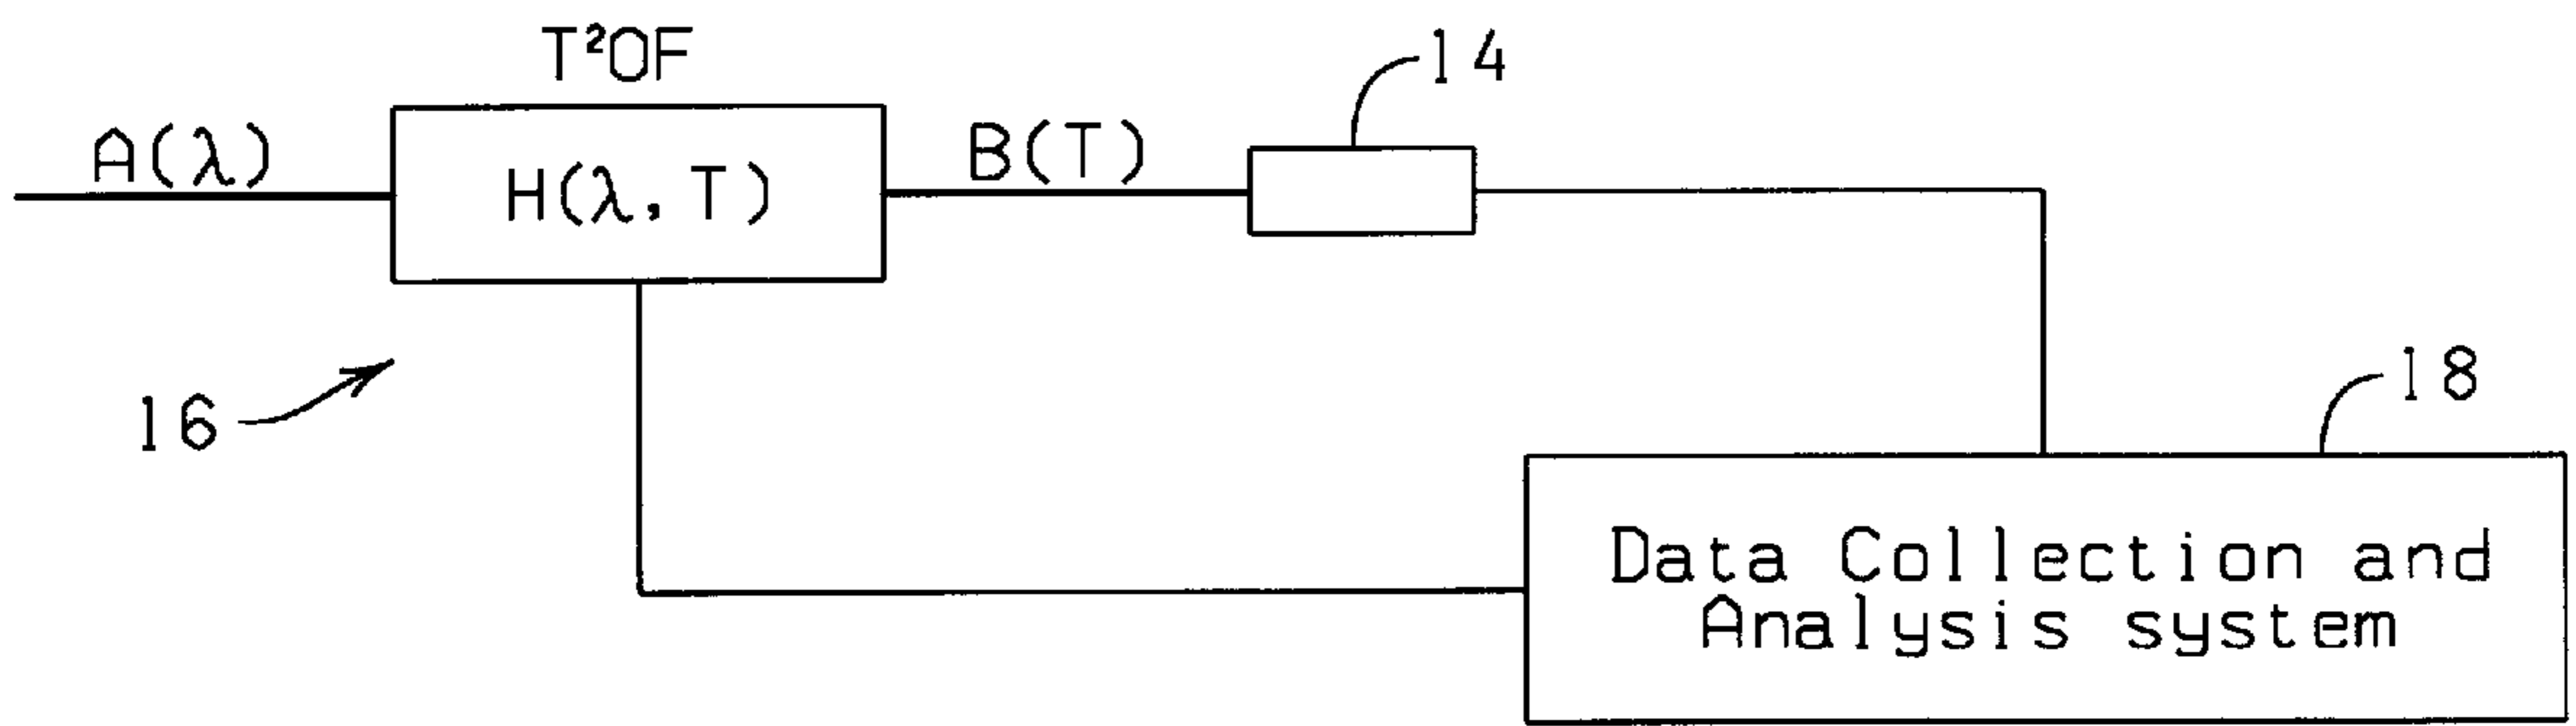 T²OF
14
A(λ)
H(λ, T)
B(T)
16
18
Data Collection and
Analysis system